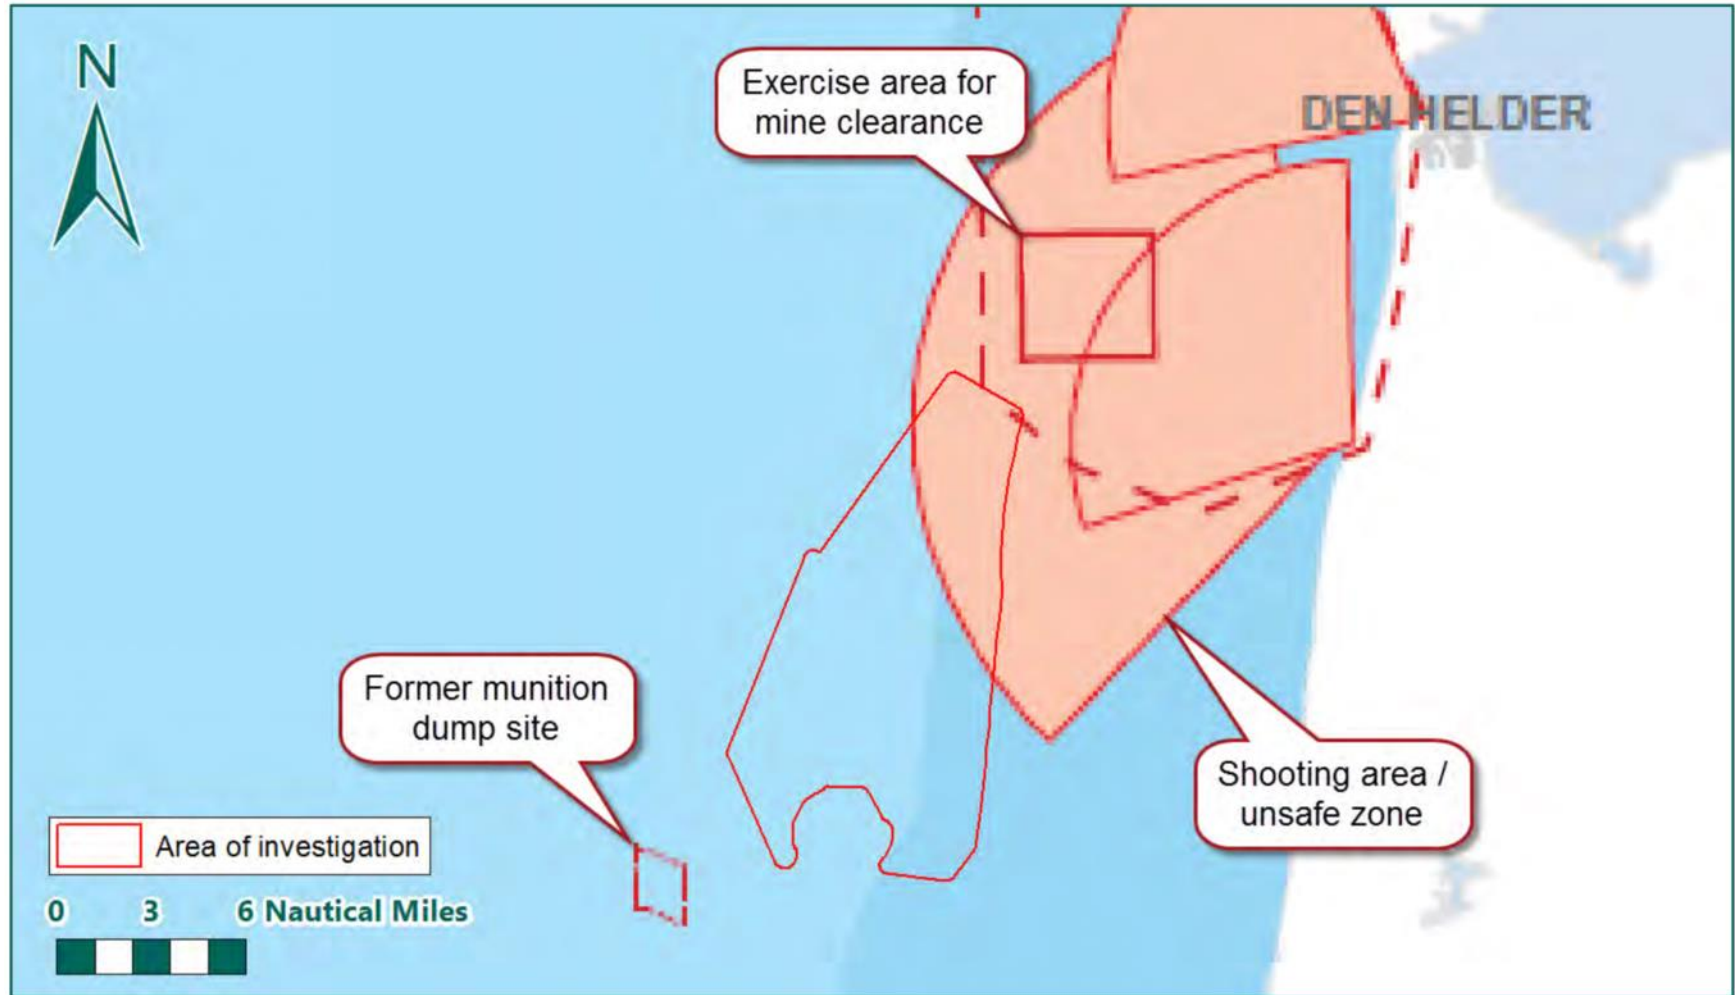 N
Exercise area for
mine clearance
DEN HELDER
Former munition
dump site
Shooting area /
unsafe zone
Area of investigation
0 3 6 Nautical Miles